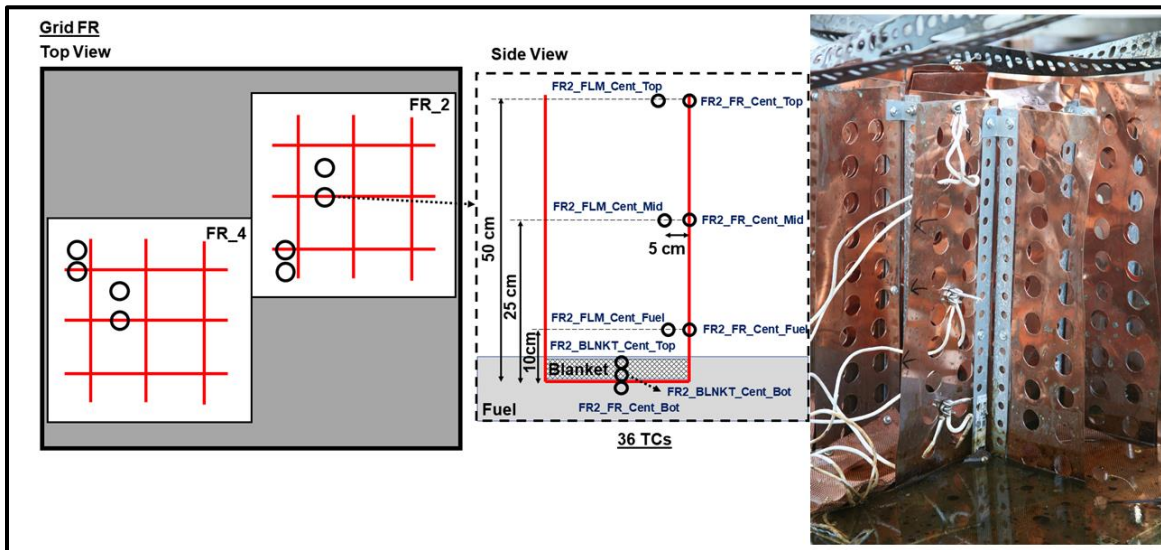 Grid FR
Top View
FR_2
FR_4
Side View
FR2_FLM_Cent_Top
FR2_FR_Cent_Top
50 cm
FR2_FLM_Cent_Mid
FR2_FR_Cent_Mid
5 cm
25 cm
FR2_FLM_Cent_Fuel
FR2_FR_Cent_Fuel
10cm
FR2_BLNKT_Cent_Top
Blanket
FR2_BLNKT_Cent_Bot
Fuel
FR2_FR_Cent_Bot
36 TCs